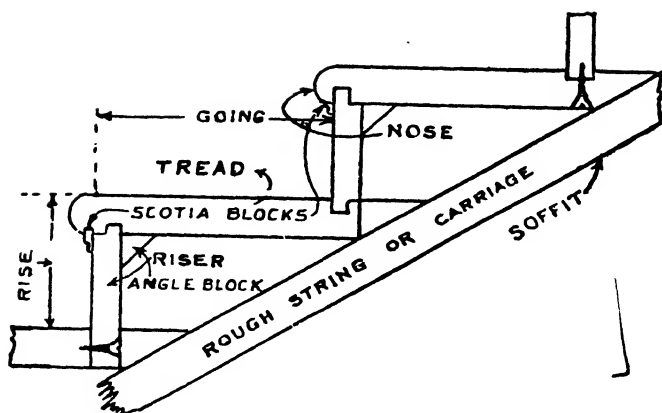 GOING
NOSE
TREAD
SCOTIA BLOCKS
RISER
ANGLE BLOCK
RISE
ROUGH STRING OR CARRIAGE
SOFFIT